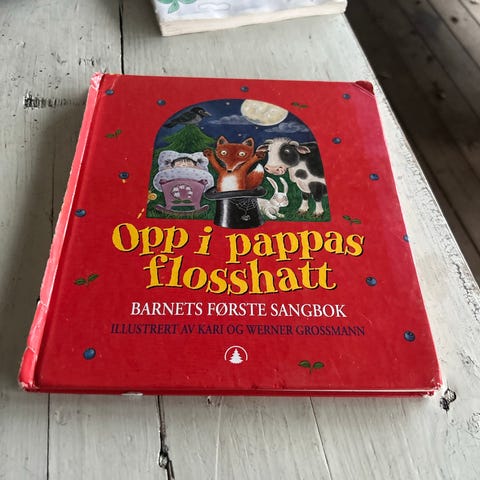 Opp i pappas
flosshatt
BARNETS FØRSTE SANGBOK
ILLUSTRERT AV KARI OG WERNER GROSSMANN